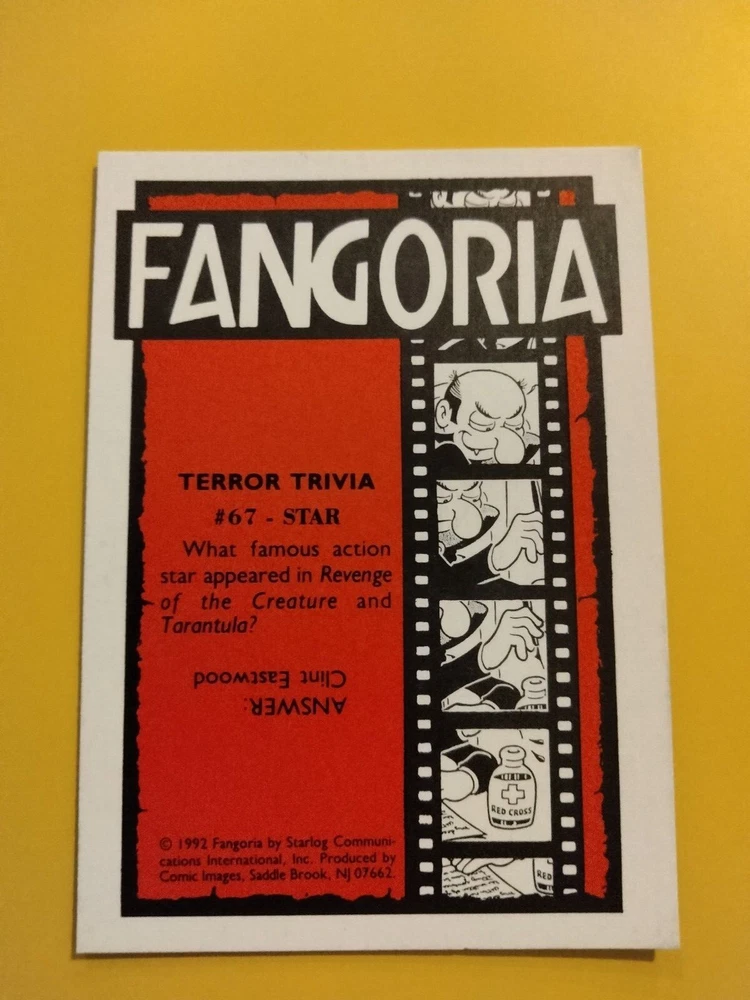 FANGORIA
TERROR TRIVIA
#67 - STAR
What famous action
star appeared in Revenge
of the Creature and
Tarantula?
ANSWER:
Clint Eastwood
© 1992 Fangoria by Starlog Communi-
cations International, Inc. Produced by
Comic Images, Saddle Brook, NJ 07662.
RED CROSS
RED